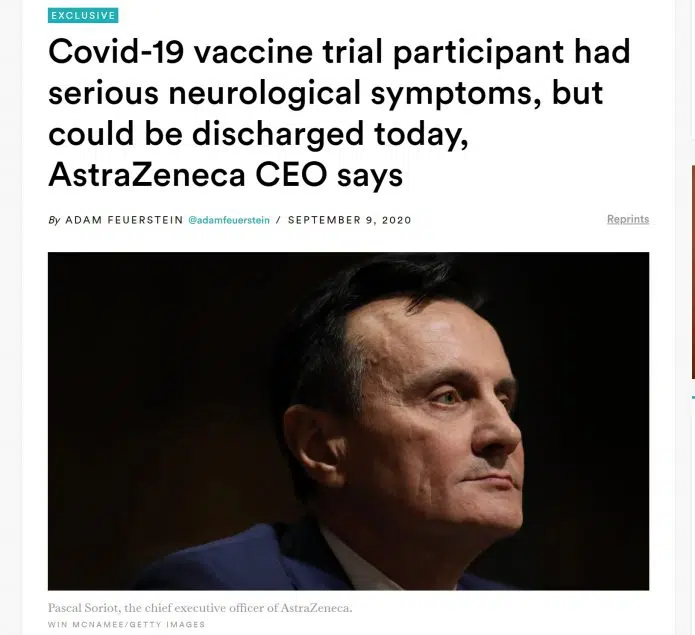 EXCLUSIVE
Covid-19 vaccine trial participant had
serious neurological symptoms, but
could be discharged today,
AstraZeneca CEO says
By ADAM FEUERSTEIN @adamfeuerstein / SEPTEMBER 9, 2020
Reprints
Pascal Soriot, the chief executive officer of AstraZeneca.
WIN MCNAMEE/GETTY IMAGES